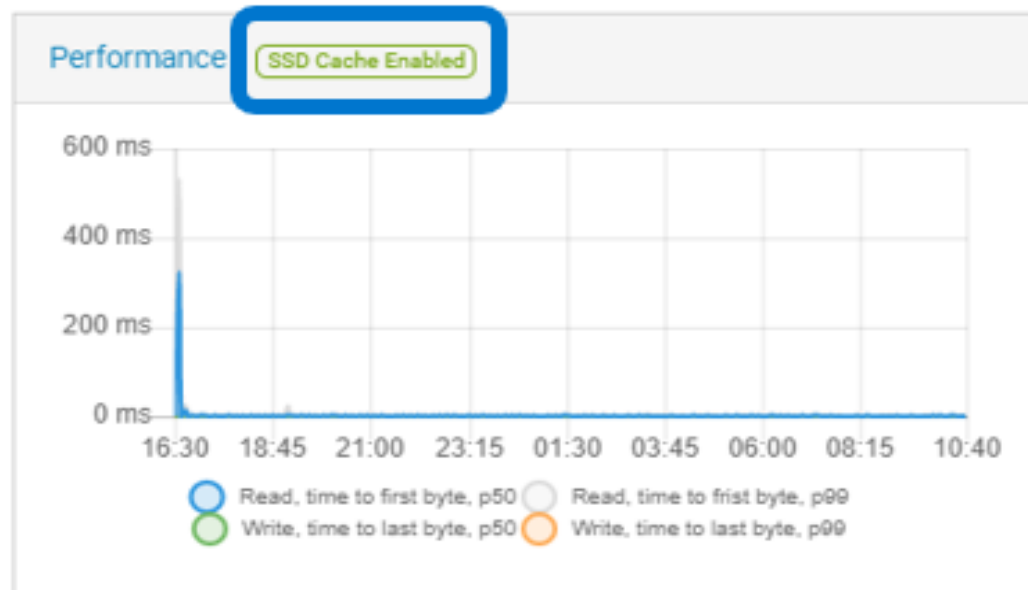 Performance SSD Cache Enabled
600 ms
400 ms
200 ms
0 ms
16:30 18:45 21:00 23:15 01:30 03:45 06:00 08:15 10:40
Read, time to first byte, p50 Read, time to frist byte, p99
Write, time to last byte, p50 Write, time to last byte, p99